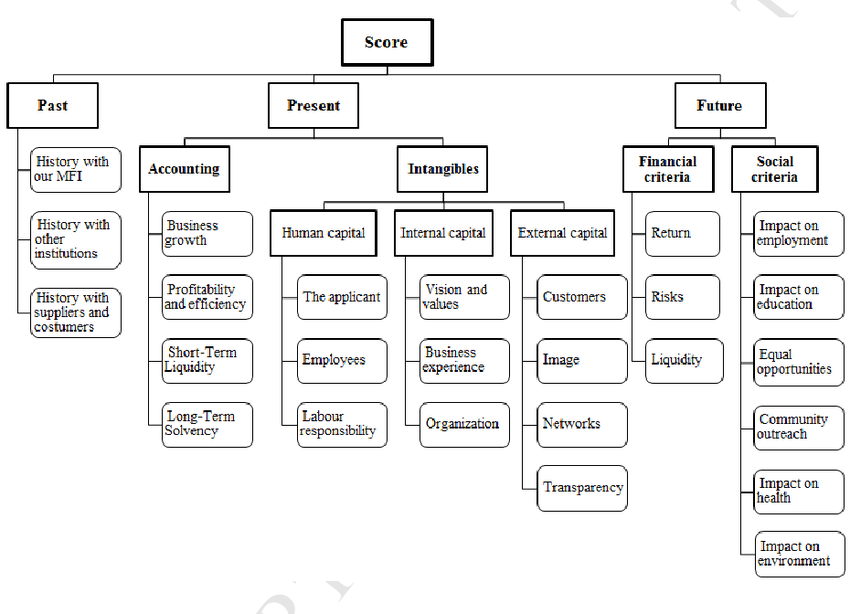 Score
Past
Present
Future
History with
our MFI
History with
other
institutions
History with
suppliers and
costumers
Accounting
Business
growth
Profitability
and efficiency
Short-Term
Liquidity
Long-Term
Solvency
Intangibles
Human capital
The applicant
Employees
Labour
responsibility
Internal capital
Vision and
values
Business
experience
Organization
External capital
Customers
Image
Networks
Transparency
Financial
criteria
Return
Risks
Liquidity
Social
criteria
Impact on
employment
Impact on
education
Equal
opportunities
Community
outreach
Impact on
health
Impact on
environment